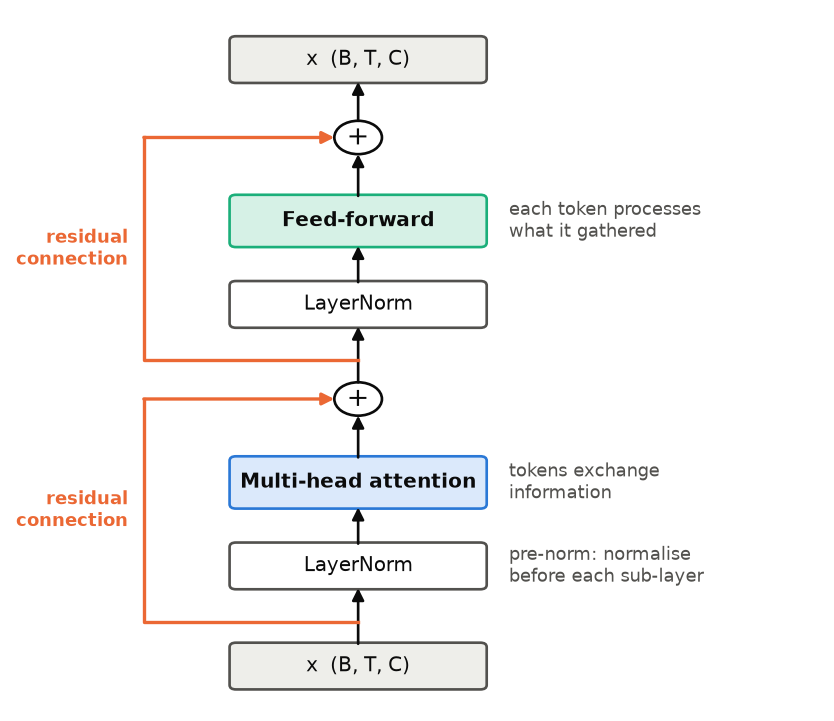 x  (B, T, C)
+
Feed-forward
each token processes
what it gathered
residual
connection
LayerNorm
+
Multi-head attention
tokens exchange
information
residual
connection
LayerNorm
pre-norm: normalise
before each sub-layer
x  (B, T, C)